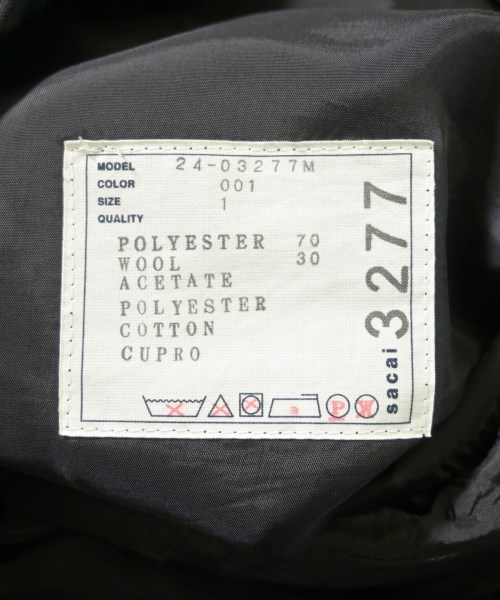 MODEL 24-03277M
COLOR 001
SIZE 1
QUALITY
POLYESTER 70
WOOL 30
ACETATE
POLYESTER
COTTON
CUPRO
P W
sacai 3277